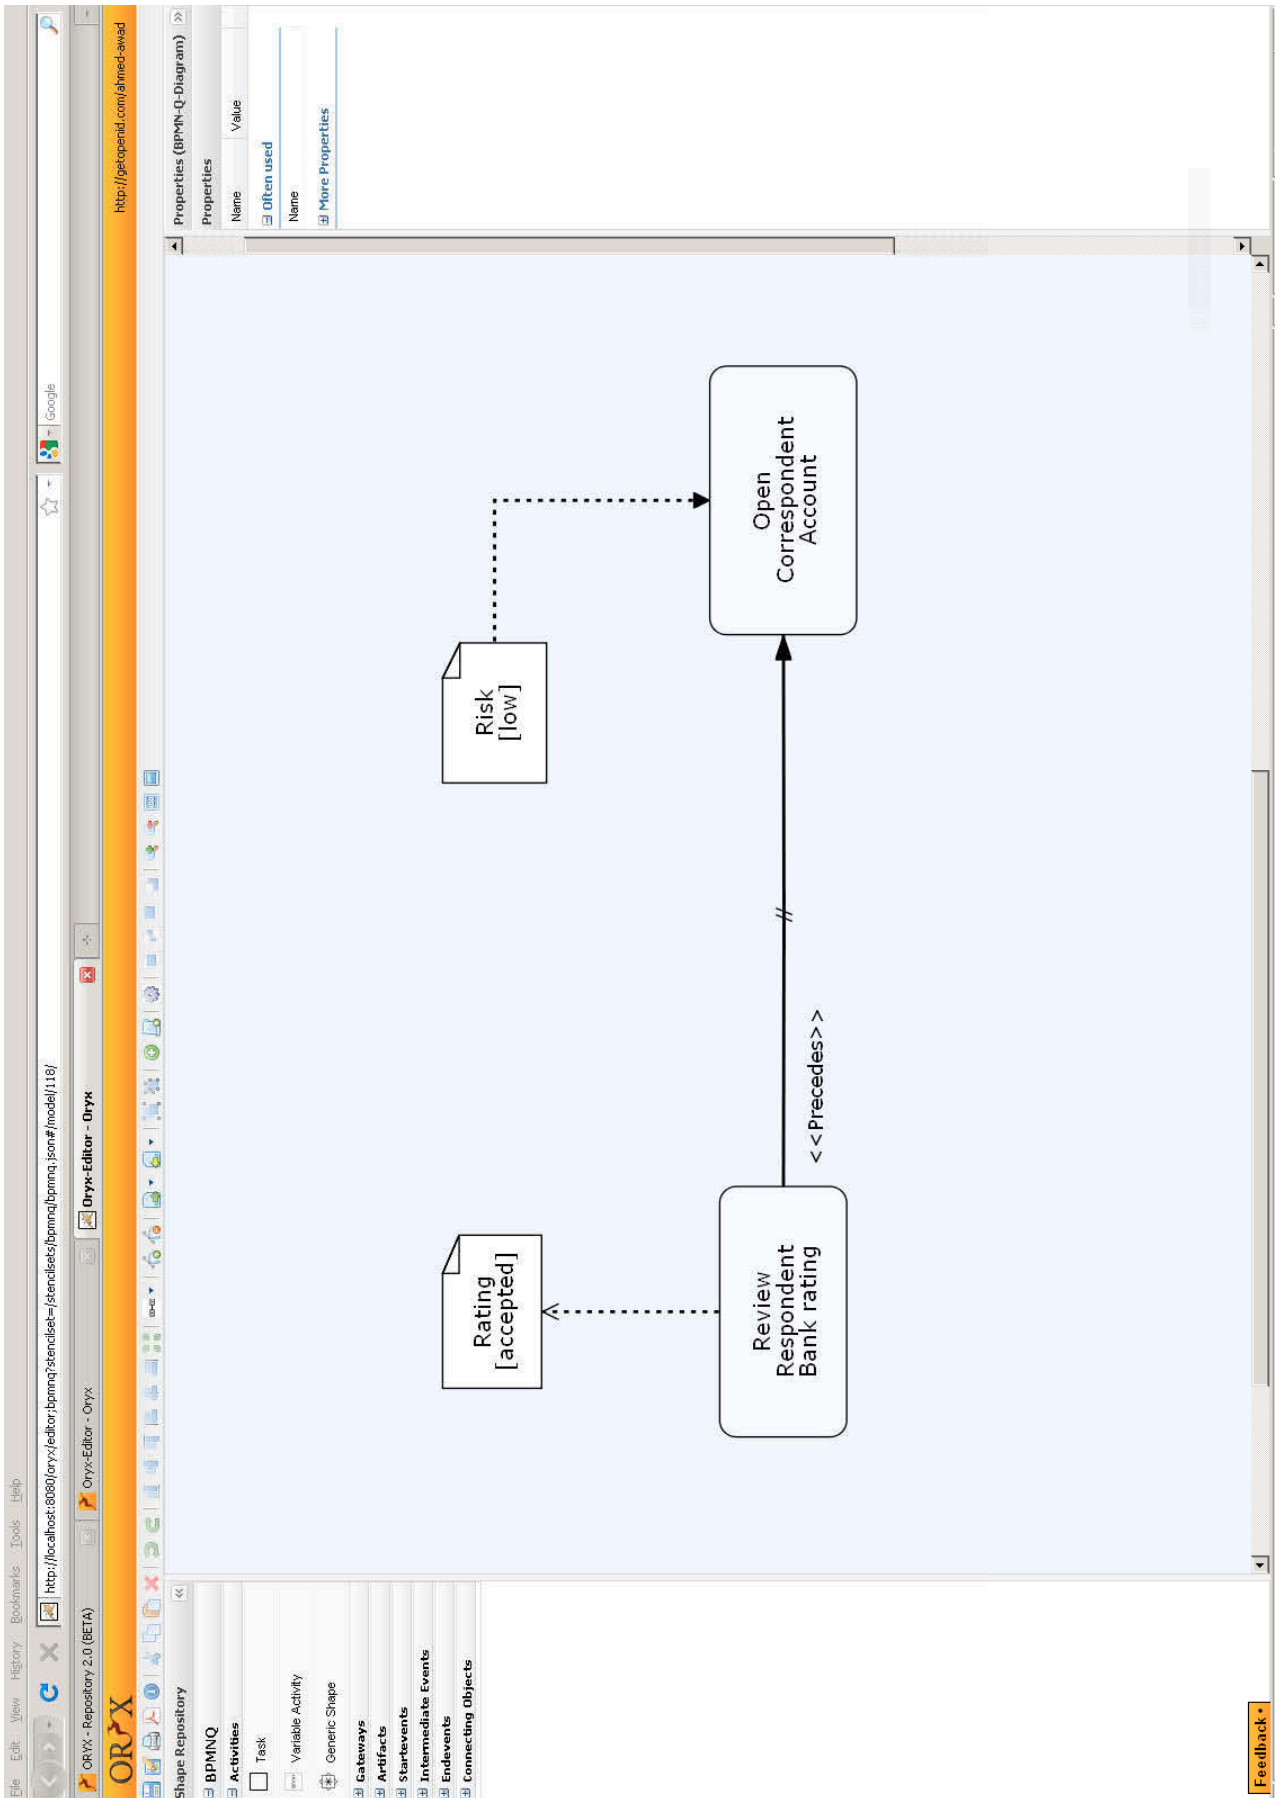 File Edit View History Bookmarks Tools Help
http://localhost:8080/oryx/editor;bpmnq?stencilset=/stencilsets/bpmnq/bpmnq.json#/model/118/
Google
ORYX - Repository 2.0 (BETA)
Oryx-Editor - Oryx
Oryx-Editor - Oryx
ORYX
http://getopenid.com/ahmed-awad
Shape Repository
BPMNQ
Activities
Task
Variable Activity
Generic Shape
Gateways
Artifacts
Startevents
Intermediate Events
Endevents
Connecting Objects
Rating
[accepted]
Risk
[low]
Review
Respondent
Bank rating
<<Precedes>>
//
Open
Correspondent
Account
Properties (BPMN-Q-Diagram)
Properties
Name Value
Often used
Name
More Properties
Feedback